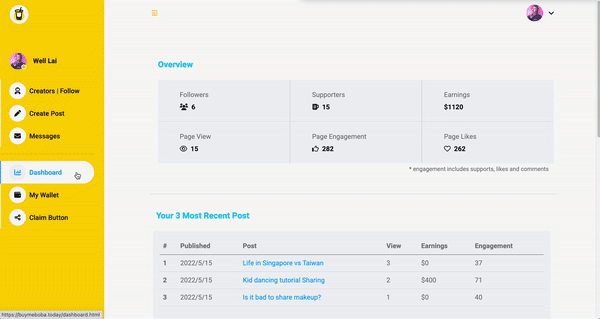 Well Lai
Creators | Follow
Create Post
Messages
Dashboard
My Wallet
Claim Button
https://buymeboba.today/dashboard.html
Overview
Followers Supporters Earnings
6 15 $1120
Page View Page Engagement Page Likes
15 282 262
* engagement includes supports, likes and comments
Your 3 Most Recent Post
# Published Post View Earnings Engagement
1 2022/5/15 Life in Singapore vs Taiwan 3 $0 37
2 2022/5/15 Kid dancing tutorial Sharing 2 $400 71
3 2022/5/15 Is it bad to share makeup? 1 $0 40